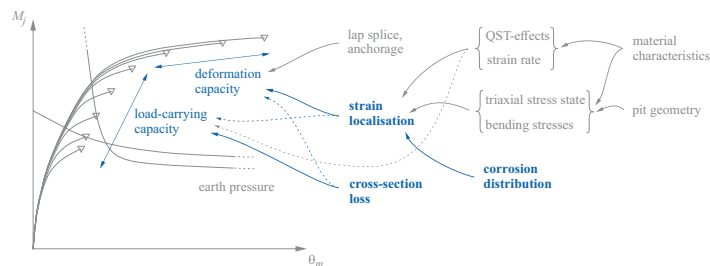 M_j
deformation
capacity
load-carrying
capacity
earth pressure
θ_m
lap splice,
anchorage
strain
localisation
cross-section
loss
QST-effects
strain rate
triaxial stress state
bending stresses
corrosion
distribution
material
characteristics
pit geometry